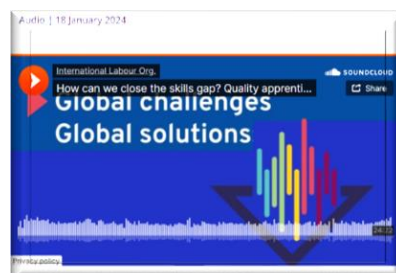 Audio | 18 January 2024
International Labour Org.
SOUNDCLOUD
How can we close the skills gap? Quality apprenti...
Share
Global challenges
Global solutions
24:22
Privacy policy